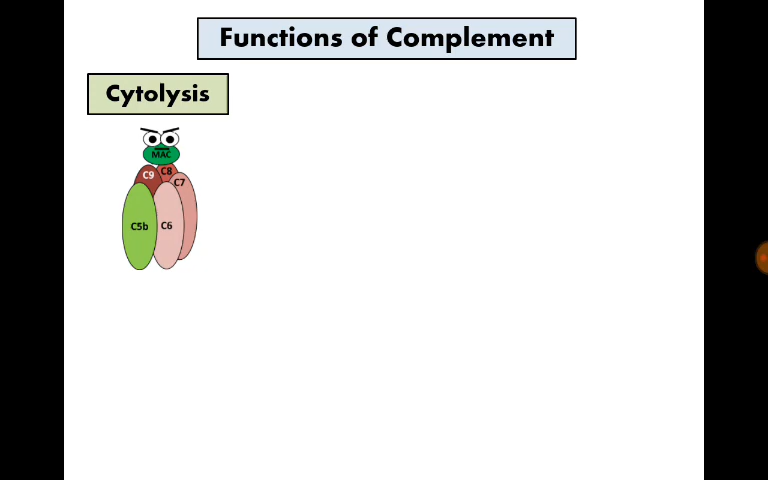 Functions of Complement
Cytolysis
MAC
C9 C8
C7
C5b C6